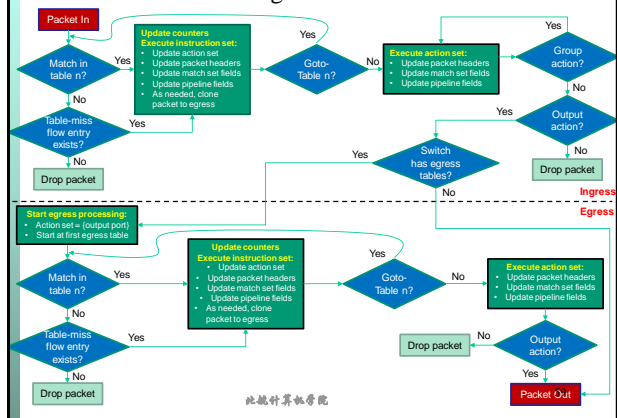 Packet In
Match in
table n?
Yes
No
Table-miss
flow entry
exists?
Yes
No
Drop packet
Update counters
Execute instruction set:
• Update action set
• Update packet headers
• Update match set fields
• Update pipeline fields
• As needed, clone
packet to egress
Yes
Goto-
Table n?
No
Execute action set:
• Update packet headers
• Update match set fields
• Update pipeline fields
Yes
Group
action?
No
Output
action?
Yes
No
Drop packet
Switch
has egress
tables?
Yes
No
Ingress
Egress
Start egress processing:
• Action set = {output port}
• Start at first egress table
Match in
table n?
Yes
No
Table-miss
flow entry
exists?
Yes
No
Drop packet
Update counters
Execute instruction set:
• Update action set
• Update packet headers
• Update match set fields
• Update pipeline fields
• As needed, clone
packet to egress
Yes
Goto-
Table n?
No
Execute action set:
• Update packet headers
• Update match set fields
• Update pipeline fields
Output
action?
No
Drop packet
Yes
Packet Out
北航计算机学院